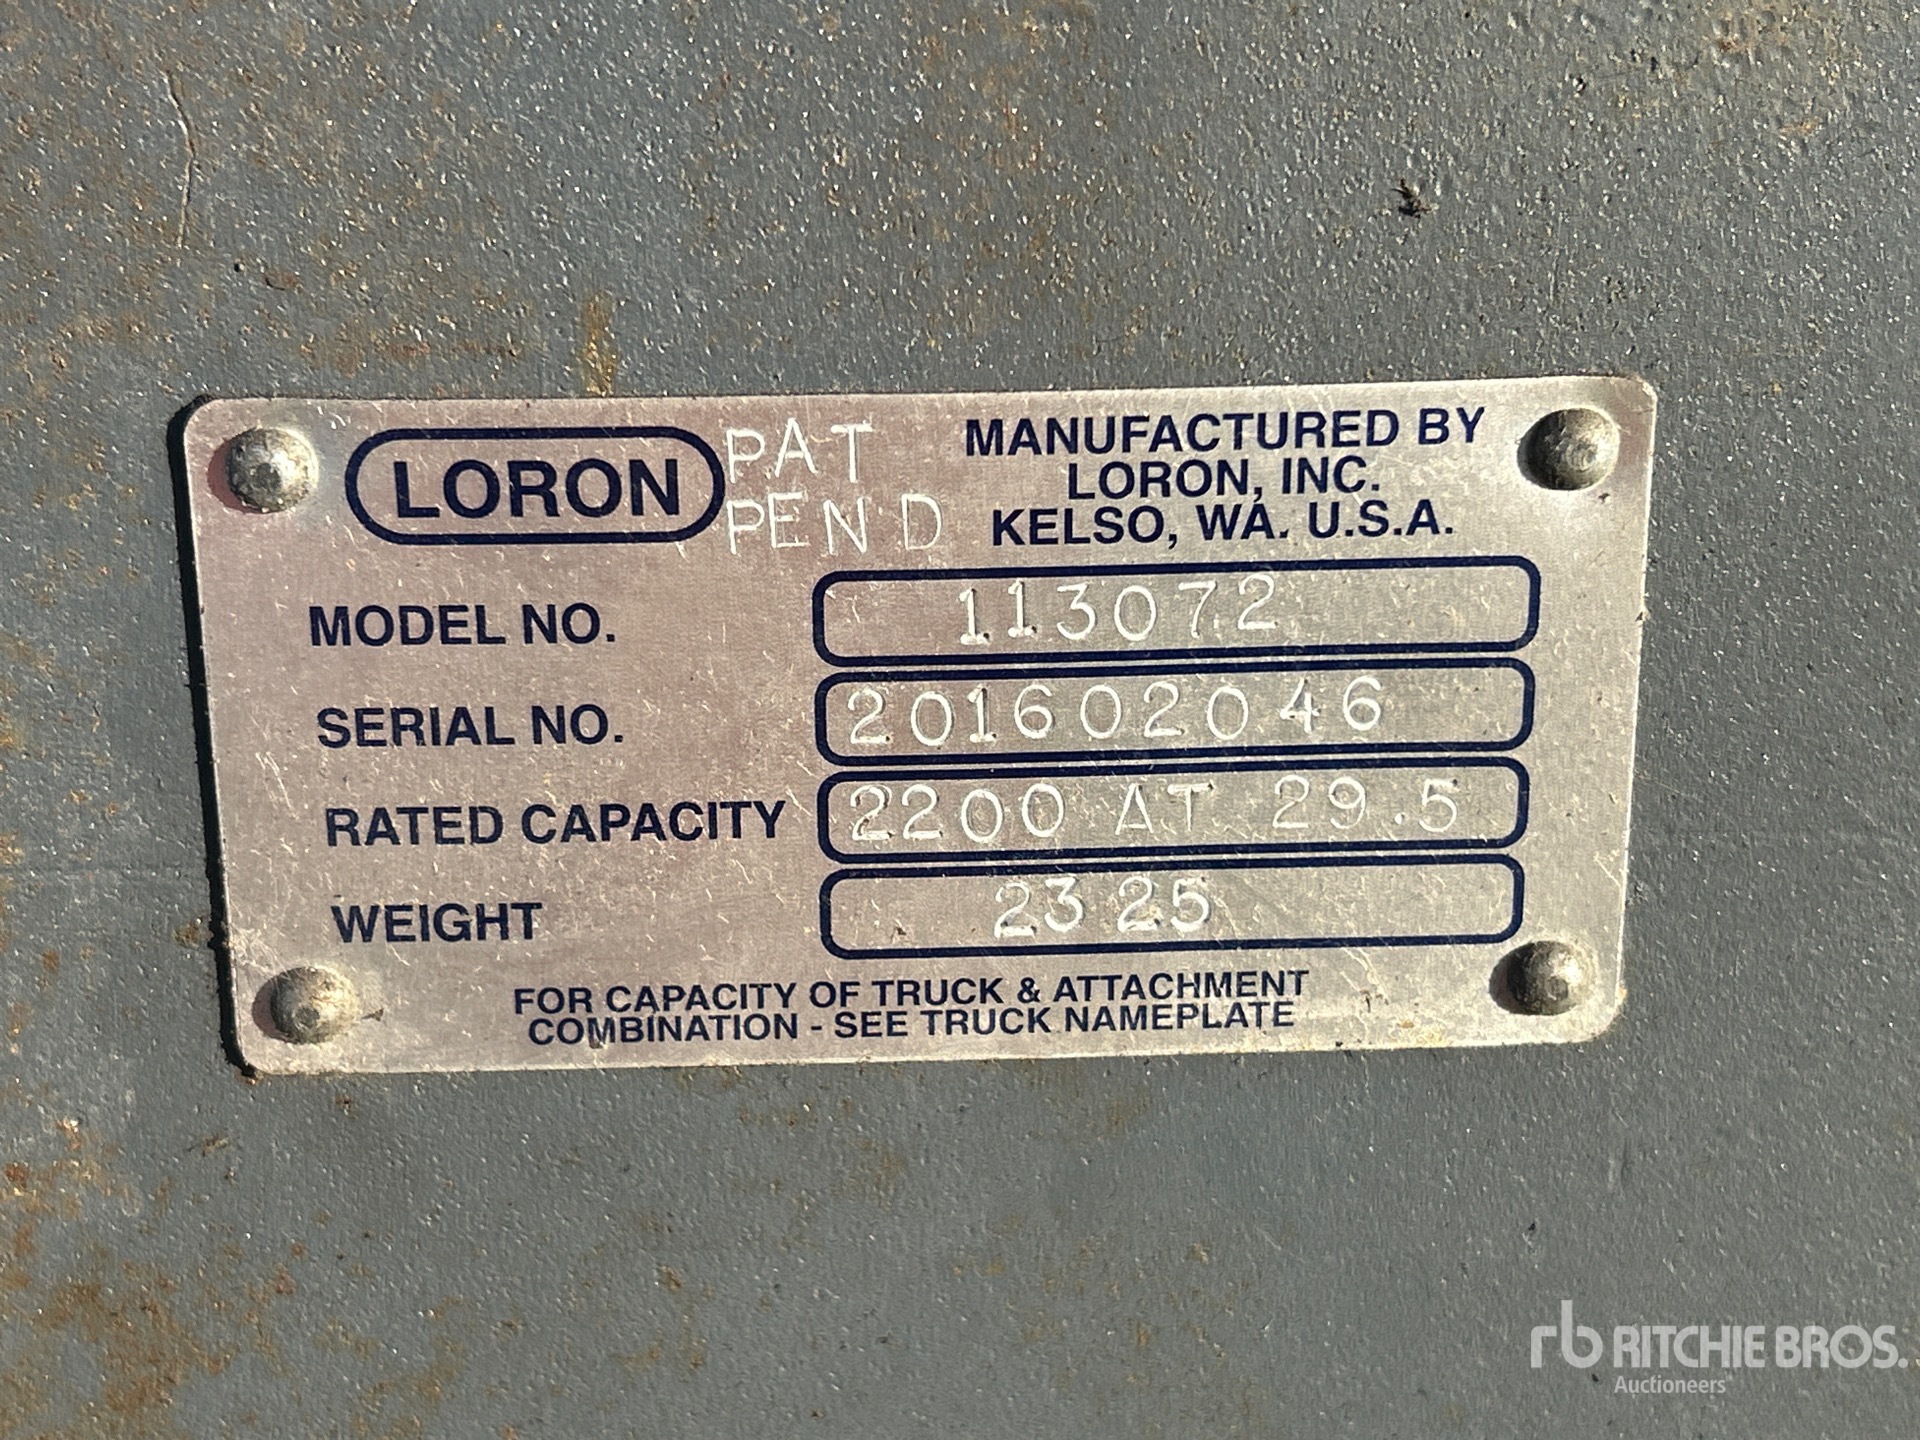 LORON PAT PEND
MANUFACTURED BY
LORON, INC.
KELSO, WA. U.S.A.
MODEL NO. 113072
SERIAL NO. 201602046
RATED CAPACITY 2200 AT 29.5
WEIGHT 2325
FOR CAPACITY OF TRUCK & ATTACHMENT
COMBINATION - SEE TRUCK NAMEPLATE
rb RITCHIE BROS.
Auctioneers